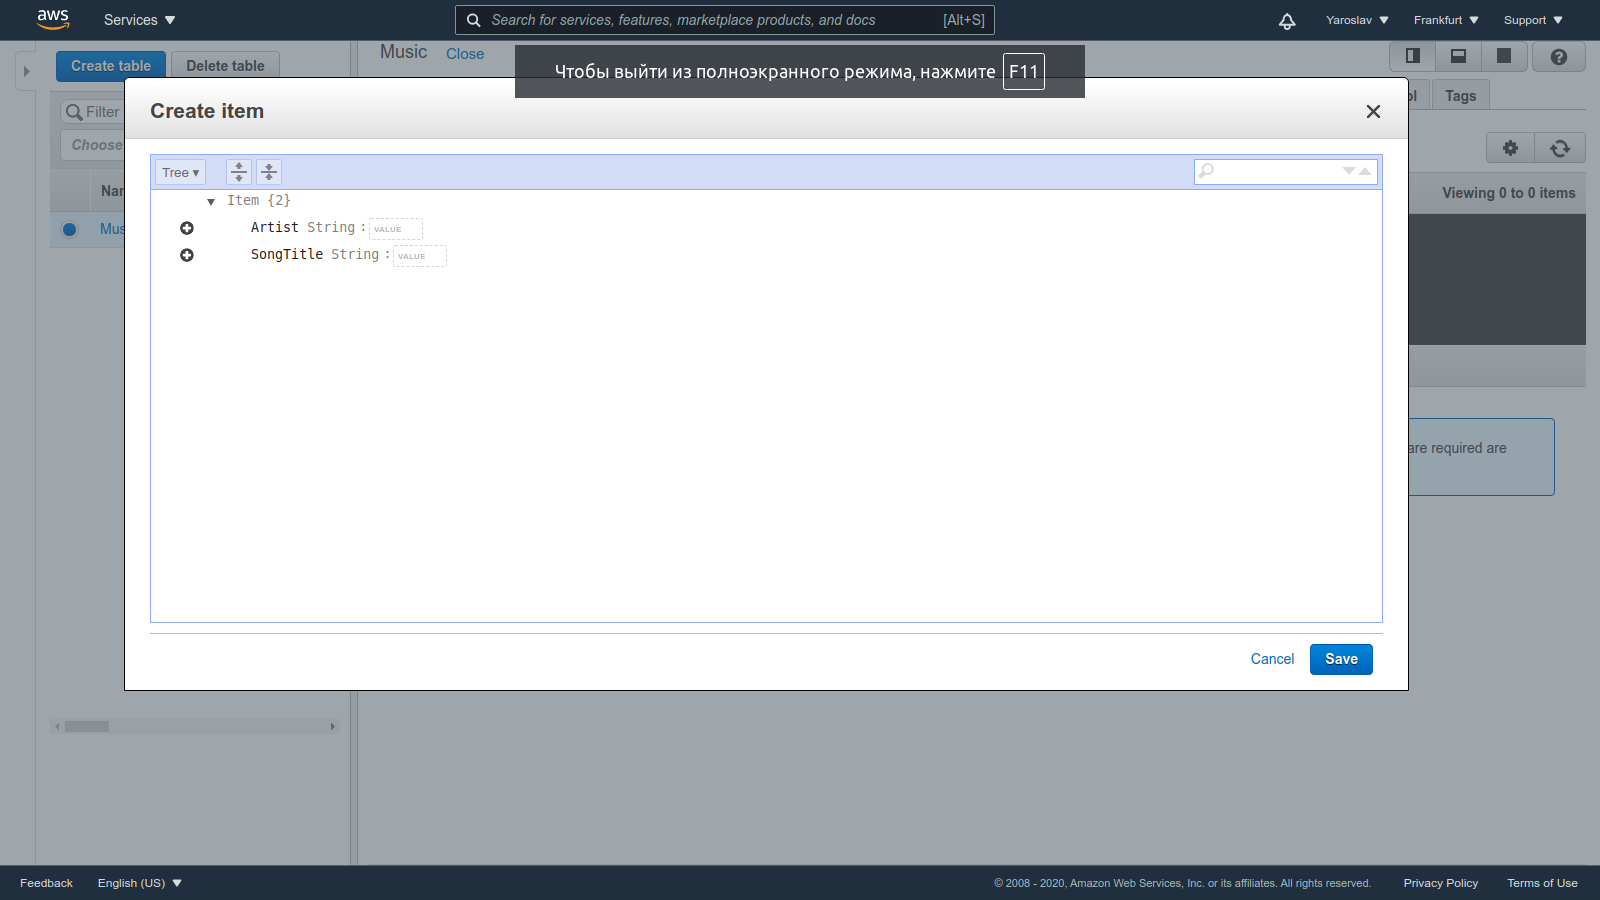 aws Services ▼ Search for services, features, marketplace products, and docs [Alt+S] Yaroslav ▼ Frankfurt ▼ Support ▼
Create table Delete table Music Close
Чтобы выйти из полноэкранного режима, нажмите F11
Filter
Create item
Tags
Choose
Tree ▾
Viewing 0 to 0 items
Item {2}
Artist String : VALUE
SongTitle String : VALUE
are required are
Cancel Save
Feedback English (US) ▼ © 2008 - 2020, Amazon Web Services, Inc. or its affiliates. All rights reserved. Privacy Policy Terms of Use